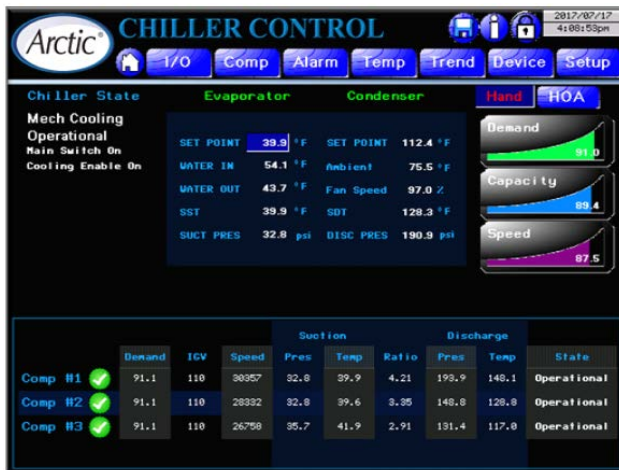 Arctic®
CHILLER CONTROL
2017/07/17
4:08:53pm
I/O Comp Alarm Temp Trend Device Setup
Chiller State Evaporator Condenser Hand HOA
Mech Cooling
Operational
Main Switch On
Cooling Enable On
SET POINT 39.9 °F SET POINT 112.4 °F
WATER IN 54.1 °F Ambient 75.5 °F
WATER OUT 43.7 °F Fan Speed 97.0 %
SST 39.9 °F SDT 128.3 °F
SUCT PRES 32.8 psi DISC PRES 190.9 psi
Demand
91.0
Capacity
89.4
Speed
87.5
Suction Discharge
Demand IGV Speed Pres Temp Ratio Pres Temp State
Comp #1 91.1 110 30357 32.8 39.9 4.21 193.9 148.1 Operational
Comp #2 91.1 110 28332 32.8 39.6 3.35 148.8 128.8 Operational
Comp #3 91.1 110 26758 35.7 41.9 2.91 131.4 117.0 Operational